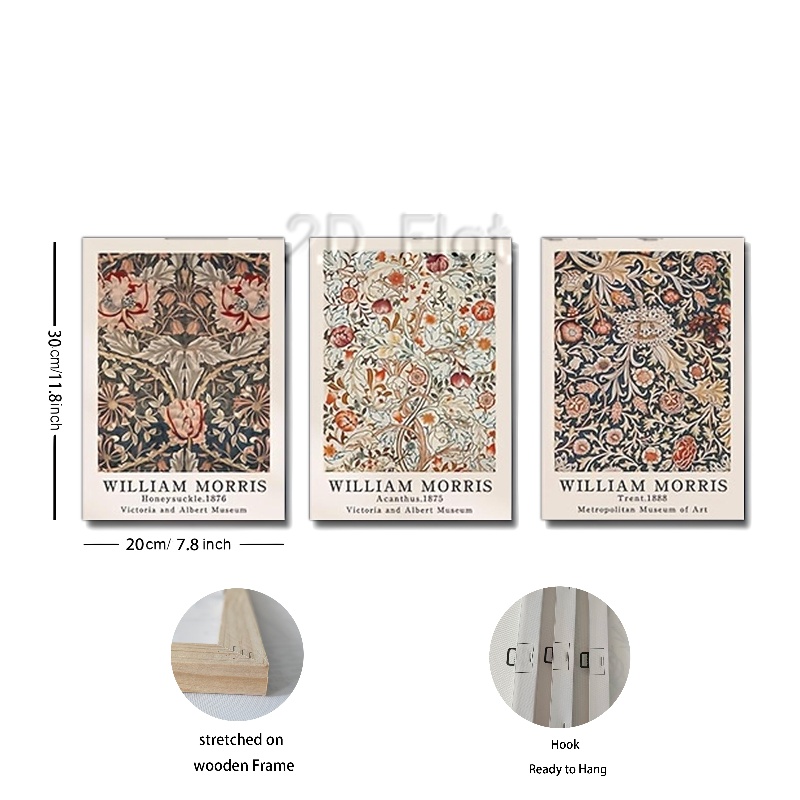 2D Flat
30cm/11.8inch
WILLIAM MORRIS
Honeysuckle.1876
Victoria and Albert Museum
WILLIAM MORRIS
Acanthus.1875
Victoria and Albert Museum
WILLIAM MORRIS
Trent.1888
Metropolitan Museum of Art
20cm/ 7.8 inch
stretched on
wooden Frame
Hook
Ready to Hang